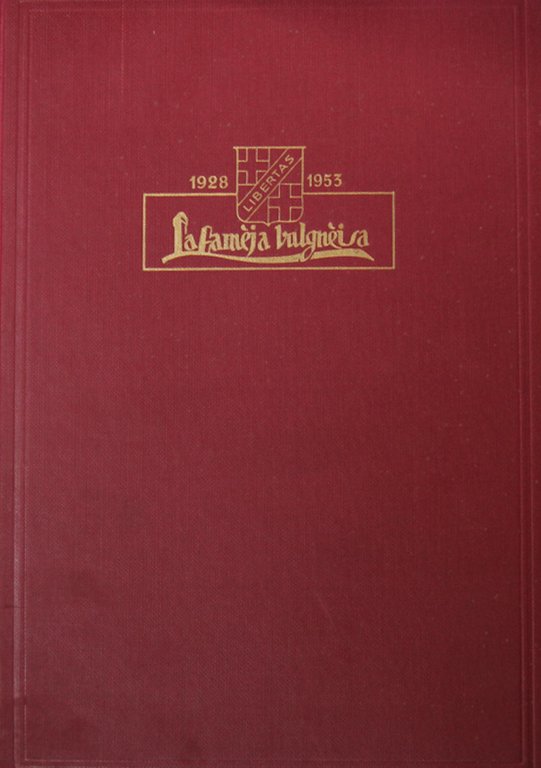 1928 LIBERTAS 1953
La Famèja bulgnèisa